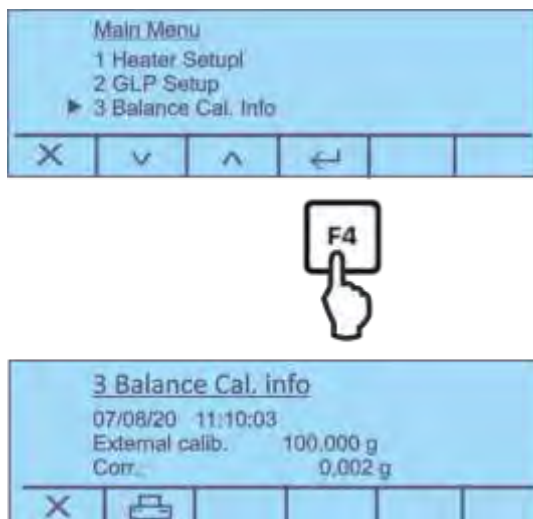 Main Menu
1 Heater Setupl
2 GLP Setup
3 Balance Cal. Info
F4
3 Balance Cal. info
07/08/20 11:10:03
External calib. 100.000 g
Corr.. 0.002 g